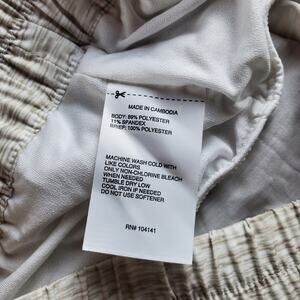 MADE IN CAMBODIA
BODY: 89% POLYESTER
11% SPANDEX
BRIEF: 100% POLYESTER
MACHINE WASH COLD WITH
LIKE COLORS
ONLY NON-CHLORINE BLEACH
WHEN NEEDED
TUMBLE DRY LOW
COOL IRON IF NEEDED
DO NOT USE SOFTENER
RN# 104141